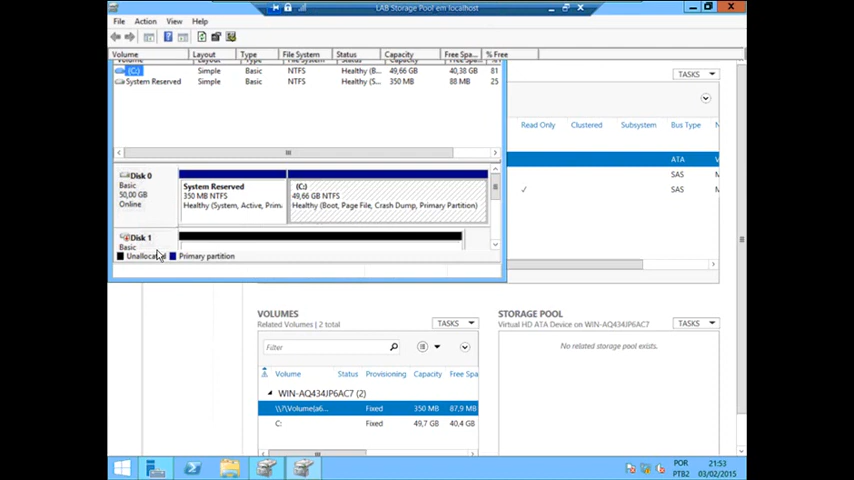 LAB Storage Pool em localhost
File Action View Help
Volume Layout Type File System Status Capacity Free Spa... % Free
(C:) Simple Basic NTFS Healthy (B... 49,66 GB 40,38 GB 81
System Reserved Simple Basic NTFS Healthy (S... 350 MB 88 MB 25
TASKS
Read Only Clustered Subsystem Bus Type
ATA
SAS
SAS
Disk 0
Basic
50,00 GB
Online
System Reserved
350 MB NTFS
Healthy (System, Active, Prim
(C:)
49,66 GB NTFS
Healthy (Boot, Page File, Crash Dump, Primary Partition)
Disk 1
Basic
Primary partition
VOLUMES
Related Volumes | 2 total
TASKS
Filter
Volume Status Provisioning Capacity Free Spa
WIN-AQ434JP6AC7 (2)
\\?\Volume{a6... Fixed 350 MB 87,9 MB
C: Fixed 49,7 GB 40,4 GB
STORAGE POOL
Virtual HD ATA Device on WIN-AQ434JP6AC7
TASKS
No related storage pool exists.
POR
PTB2
21:53
03/02/2015